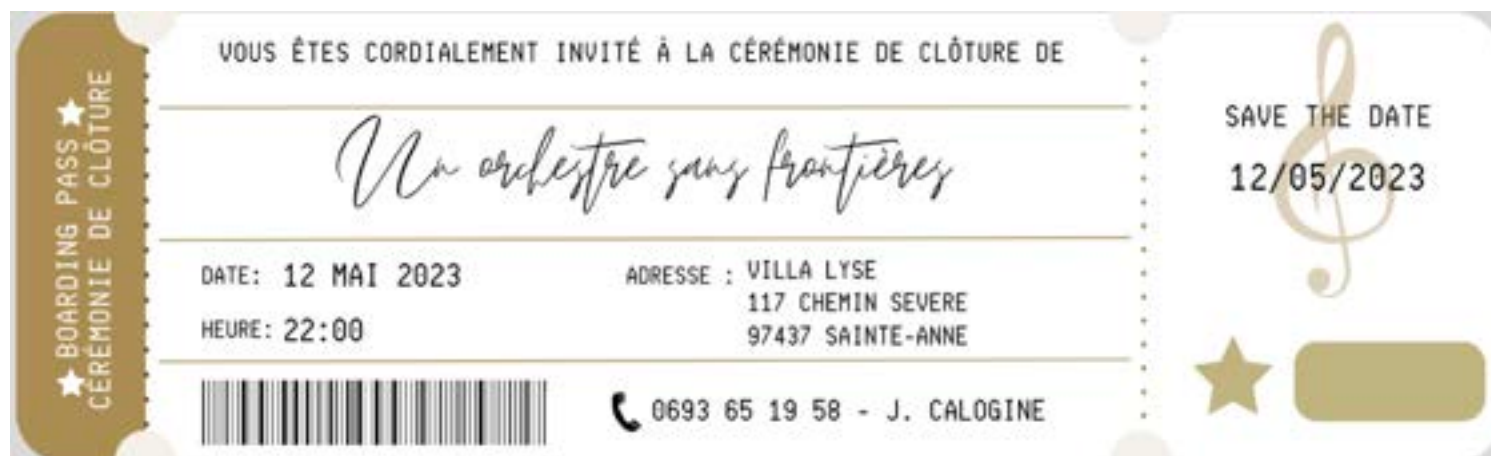 ★ BOARDING PASS ★
CÉRÉMONIE DE CLÔTURE
VOUS ÊTES CORDIALEMENT INVITÉ À LA CÉRÉMONIE DE CLÔTURE DE
Un orchestre sans frontières
DATE: 12 MAI 2023
HEURE: 22:00
ADRESSE : VILLA LYSE
117 CHEMIN SEVERE
97437 SAINTE-ANNE
0693 65 19 58 - J. CALOGINE
SAVE THE DATE
12/05/2023